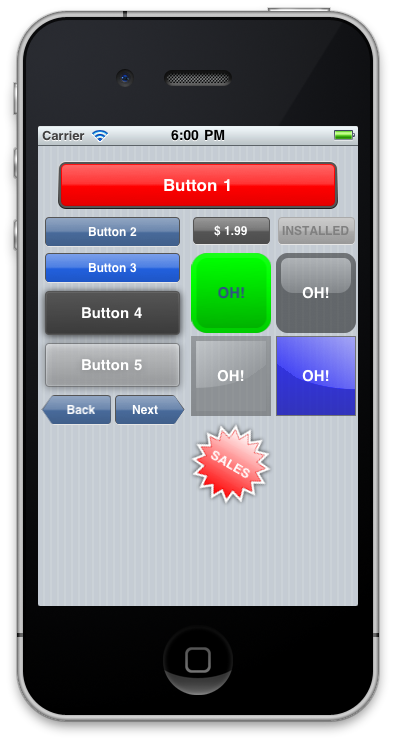 Carrier 6:00 PM
Button 1
Button 2
$ 1.99
INSTALLED
Button 3
OH!
OH!
Button 4
Button 5
OH!
OH!
Back
Next
SALES